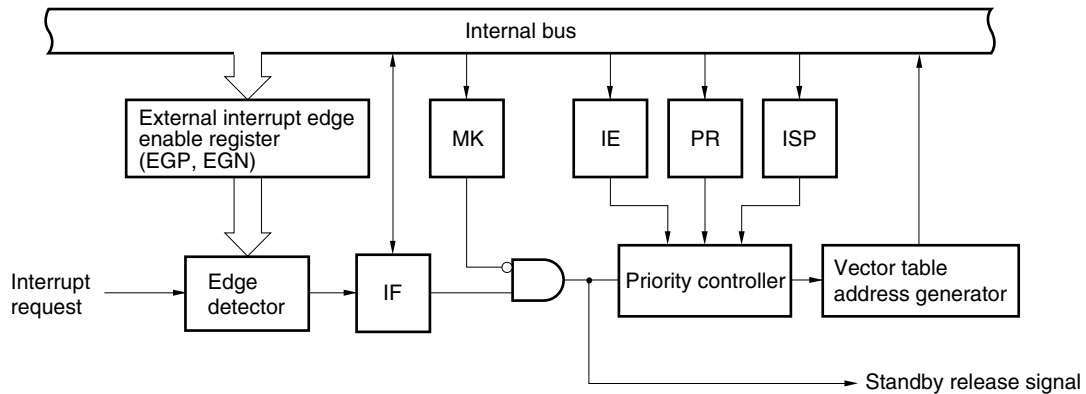 Internal bus
External interrupt edge
enable register
(EGP, EGN)
MK
IE
PR
ISP
Interrupt
request
Edge
detector
IF
Priority controller
Vector table
address generator
Standby release signal